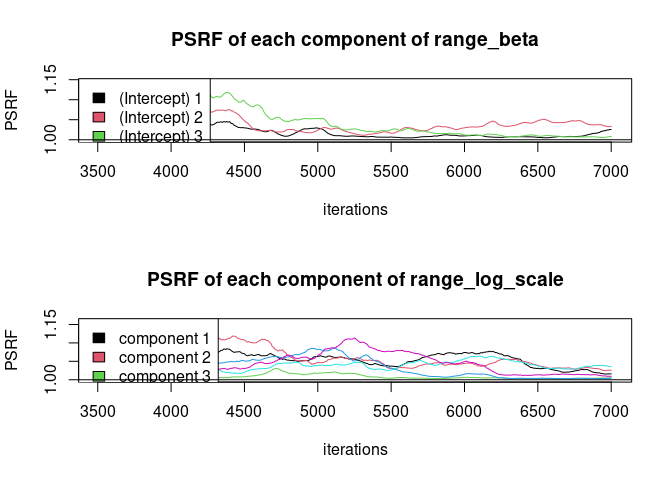 PSRF of each component of range_beta
PSRF
1.15
1.00
(Intercept) 1
(Intercept) 2
(Intercept) 3
3500 4000 4500 5000 5500 6000 6500 7000
iterations
PSRF of each component of range_log_scale
PSRF
1.15
1.00
component 1
component 2
component 3
3500 4000 4500 5000 5500 6000 6500 7000
iterations